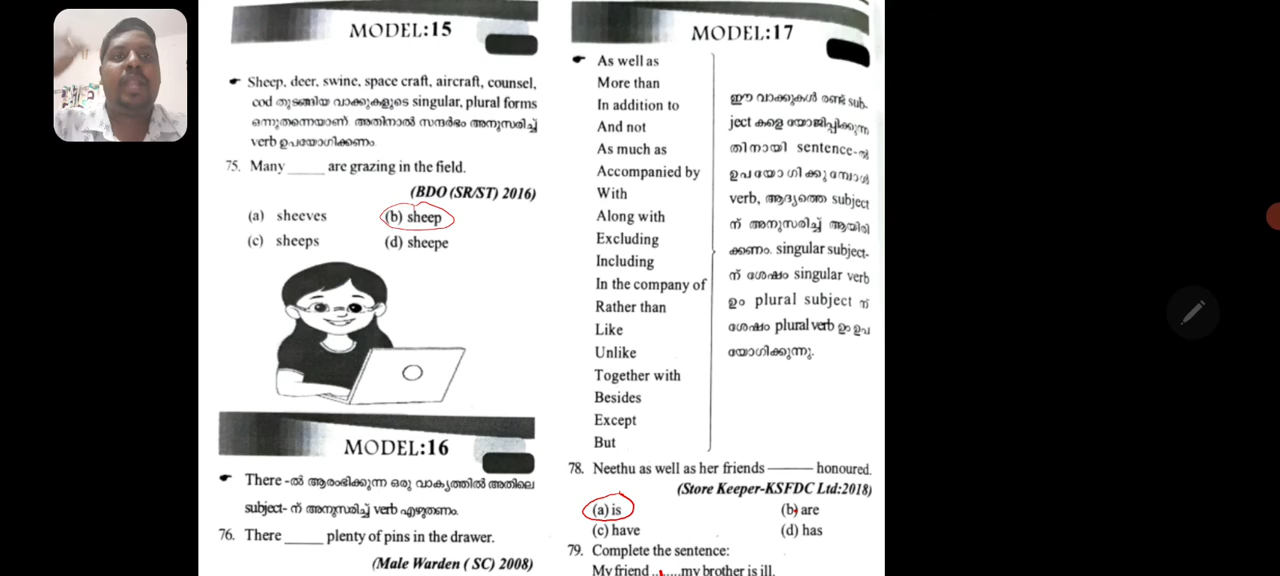 MODEL:15
☛ Sheep, deer, swine, space craft, aircraft, counsel,
cod തുടങ്ങിയ വാക്കുകളുടെ singular, plural forms
ഒന്നുതന്നെയാണ്. അതിനാൽ സന്ദർഭം അനുസരിച്ച്
verb ഉപയോഗിക്കണം.
75. Many _____ are grazing in the field.
(BDO (SR/ST) 2016)
(a) sheeves (b) sheep
(c) sheeps (d) sheepe
MODEL:16
☛ There -ൽ ആരംഭിക്കുന്ന ഒരു വാക്യത്തിൽ അതിലെ
subject- ന് അനുസരിച്ച് verb എഴുതണം.
76. There _____ plenty of pins in the drawer.
(Male Warden ( SC) 2008)
MODEL:17
☛ As well as
More than
In addition to
And not
As much as
Accompanied by
With
Along with
Excluding
Including
In the company of
Rather than
Like
Unlike
Together with
Besides
Except
But
ഈ വാക്കുകൾ രണ്ട് sub-
ject കളെ യോജിപ്പിക്കുന്ന
തിനായി sentence-ൽ
ഉപയോഗിക്കുമ്പോൾ
verb, ആദ്യത്തെ subject
ന് അനുസരിച്ച് ആയിരി
ക്കണം. singular subject-
ന് ശേഷം singular verb
ഉം plural subject ന്
ശേഷം plural verb ഉം ഉപ
യോഗിക്കുന്നു.
78. Neethu as well as her friends ——— honoured.
(Store Keeper-KSFDC Ltd:2018)
(a) is (b) are
(c) have (d) has
79. Complete the sentence:
My friend ........my brother is ill.